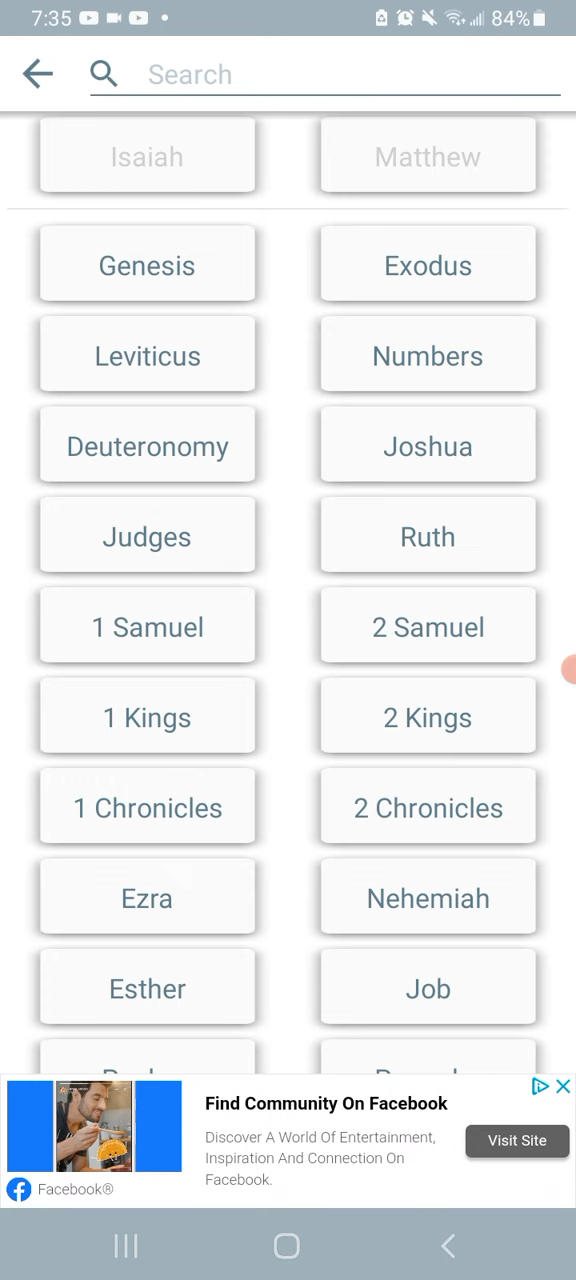 7:35
84%
Search
Isaiah
Matthew
Genesis
Exodus
Leviticus
Numbers
Deuteronomy
Joshua
Judges
Ruth
1 Samuel
2 Samuel
1 Kings
2 Kings
1 Chronicles
2 Chronicles
Ezra
Nehemiah
Esther
Job
Find Community On Facebook
Discover A World Of Entertainment,
Inspiration And Connection On
Facebook.
Visit Site
Facebook®